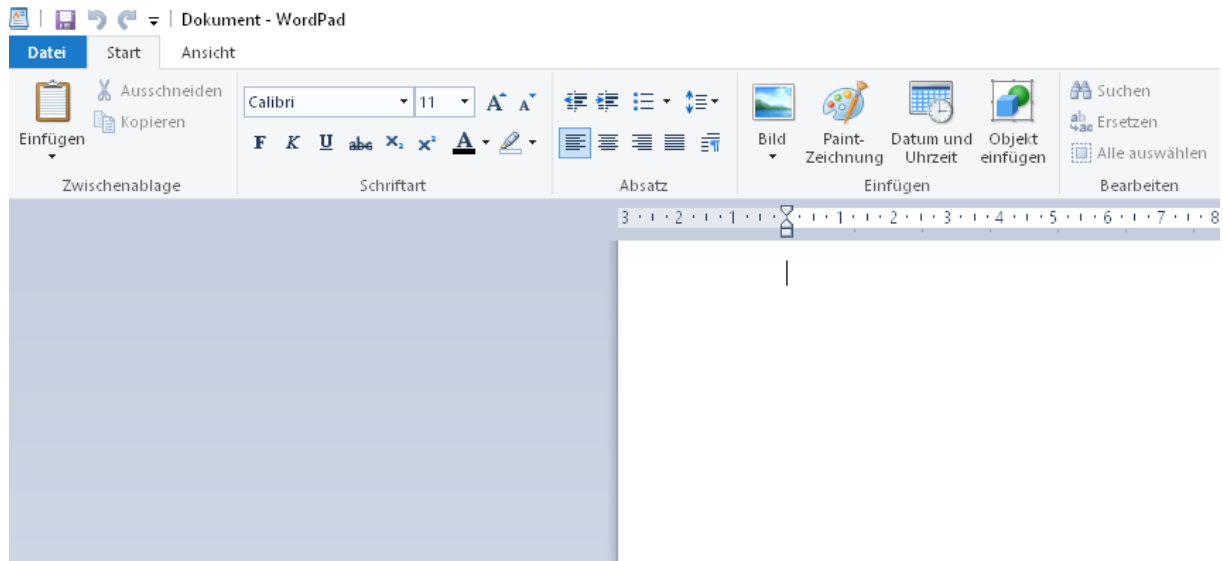 Dokument - WordPad
Datei Start Ansicht
Einfügen
Ausschneiden
Kopieren
Zwischenablage
Calibri 11 A A
F K U abc X₂ X² A
Schriftart
Absatz
Bild
Paint-
Zeichnung
Datum und
Uhrzeit
Objekt
einfügen
Einfügen
Suchen
Ersetzen
Alle auswählen
Bearbeiten
3 2 1 1 2 3 4 5 6 7 8